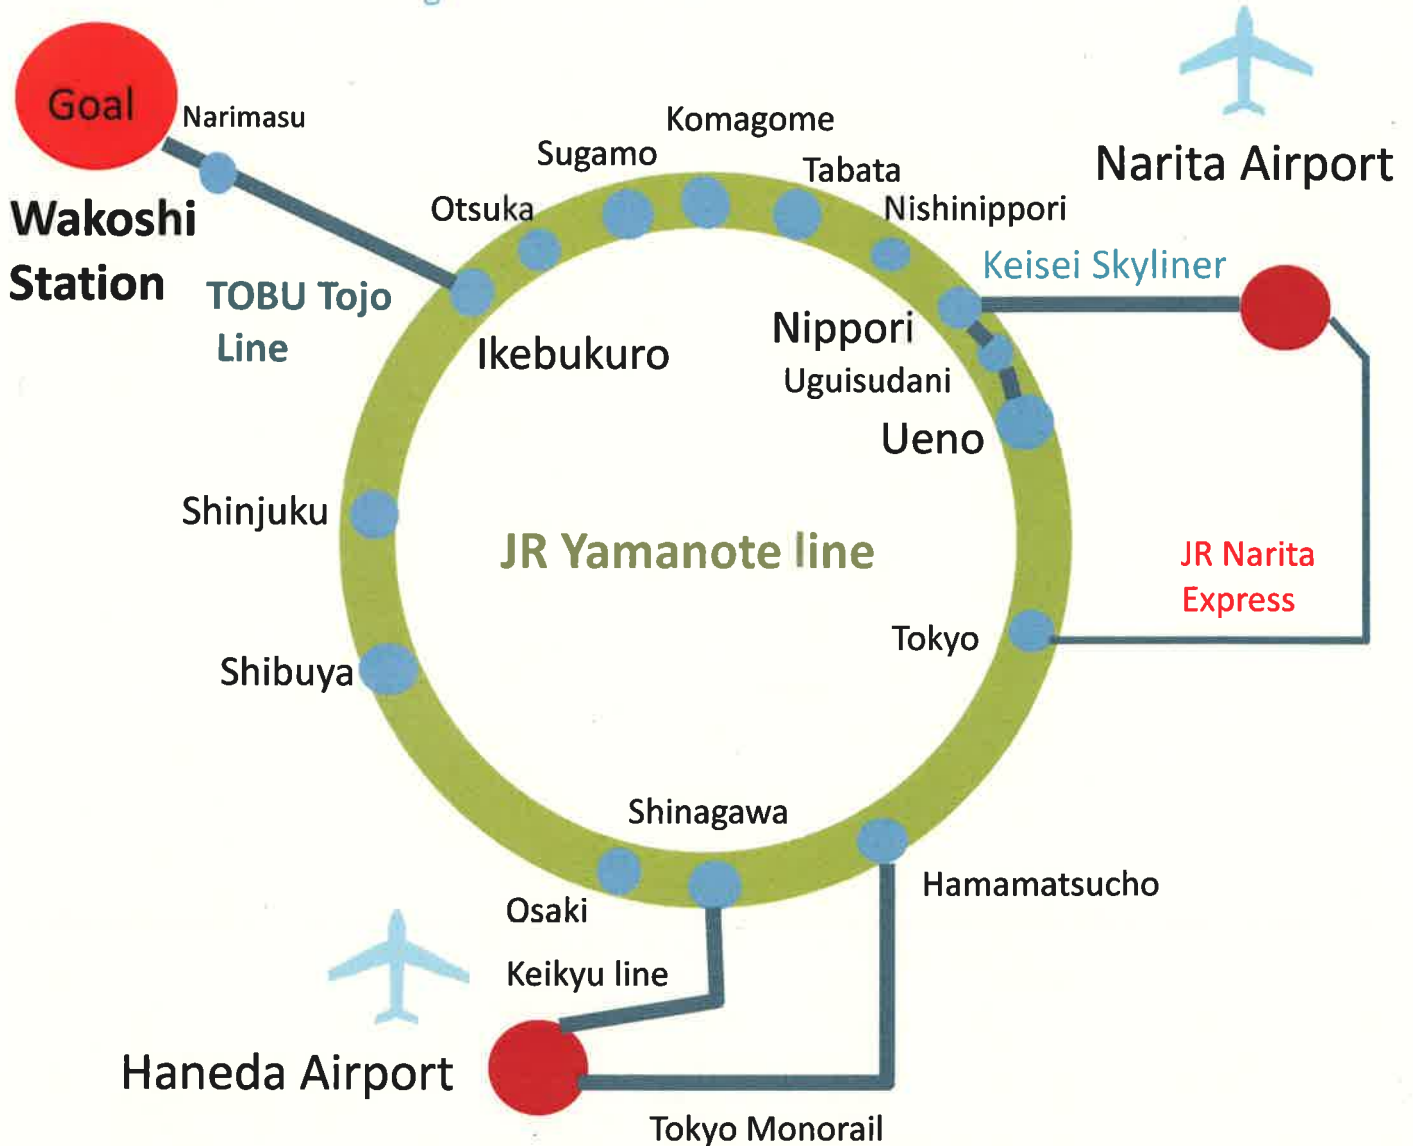 Goal
Narimasu
Wakoshi
Station
TOBU Tojo
Line
Komagome
Sugamo
Tabata
Otsuka
Nishinippori
Narita Airport
Keisei Skyliner
Nippori
Ikebukuro
Uguisudani
Ueno
Shinjuku
JR Yamanote line
JR Narita
Express
Tokyo
Shibuya
Shinagawa
Hamamatsucho
Osaki
Keikyu line
Haneda Airport
Tokyo Monorail